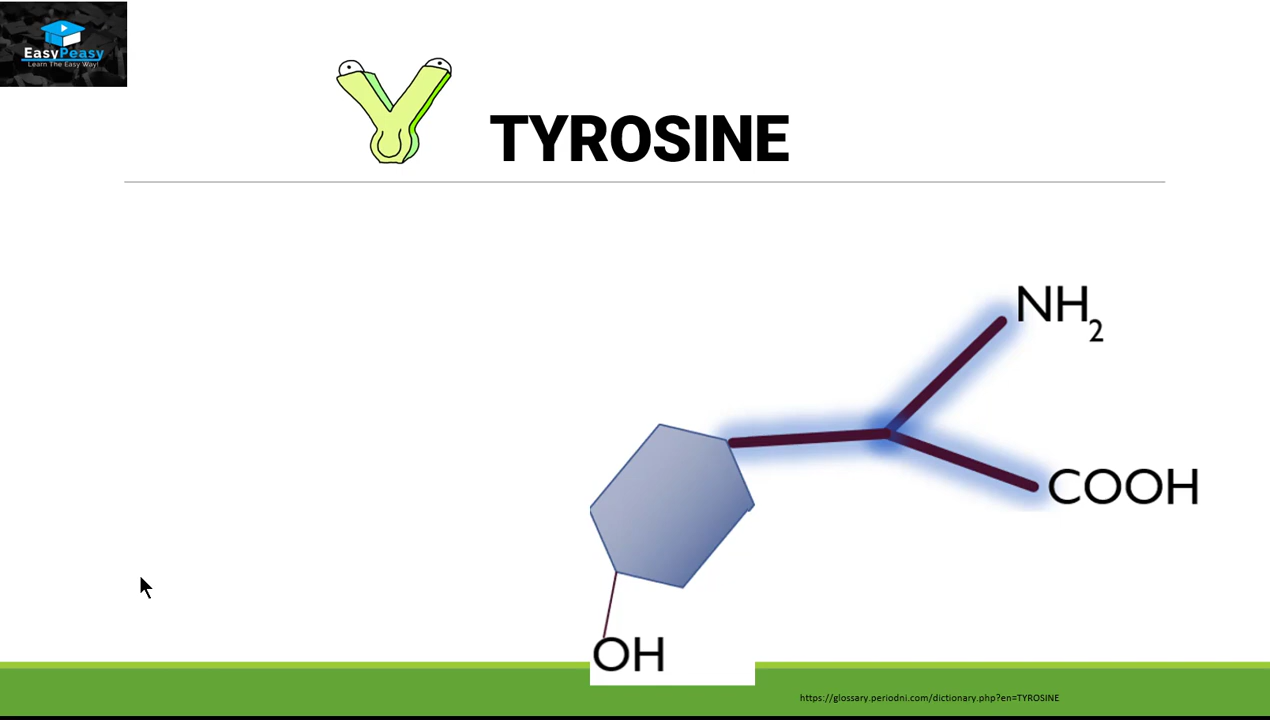 EasyPeasy
Learn The Easy Way!
Y TYROSINE
NH2
COOH
OH
https://glossary.periodni.com/dictionary.php?en=TYROSINE